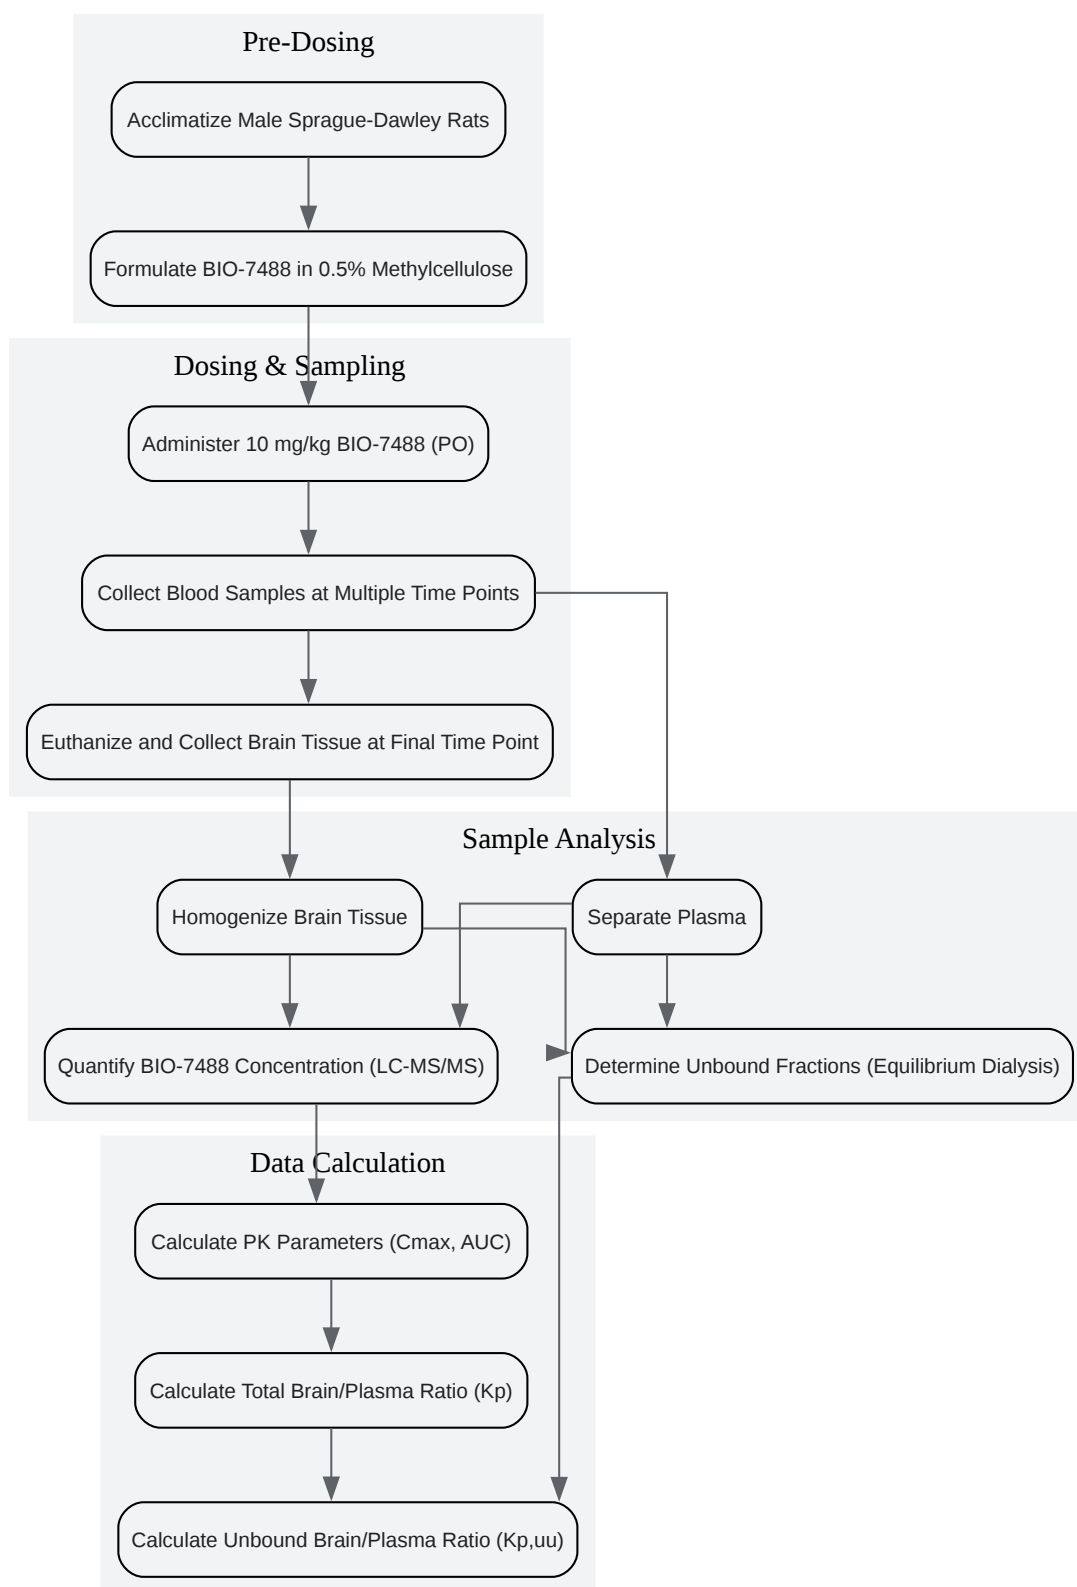 Pre-Dosing
Acclimatize Male Sprague-Dawley Rats
Formulate BIO-7488 in 0.5% Methylcellulose
Dosing & Sampling
Administer 10 mg/kg BIO-7488 (PO)
Collect Blood Samples at Multiple Time Points
Euthanize and Collect Brain Tissue at Final Time Point
Sample Analysis
Homogenize Brain Tissue
Separate Plasma
Quantify BIO-7488 Concentration (LC-MS/MS)
Determine Unbound Fractions (Equilibrium Dialysis)
Data Calculation
Calculate PK Parameters (Cmax, AUC)
Calculate Total Brain/Plasma Ratio (Kp)
Calculate Unbound Brain/Plasma Ratio (Kp,uu)